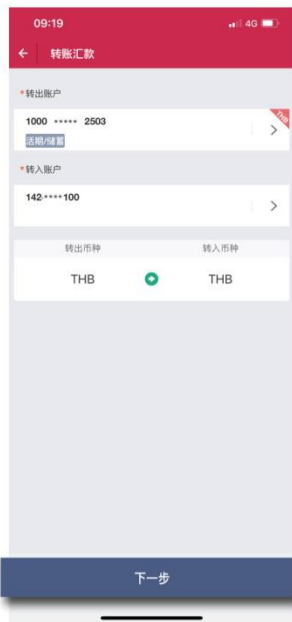 09:19
4G
转账汇款
*转出账户
THB
1000 ***** 2503
活期/储蓄
*转入账户
142****100
转出币种 转入币种
THB THB
下一步